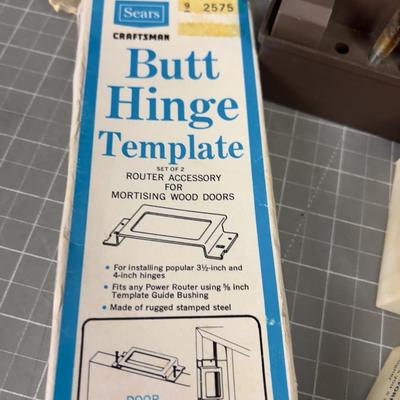 Sears
9 2575
CRAFTSMAN
Butt
Hinge
Template
SET OF 2
ROUTER ACCESSORY
FOR
MORTISING WOOD DOORS
• For installing popular 3½-inch and
4-inch hinges
• Fits any Power Router using ⅝ inch
Template Guide Bushing
• Made of rugged stamped steel
DOOR